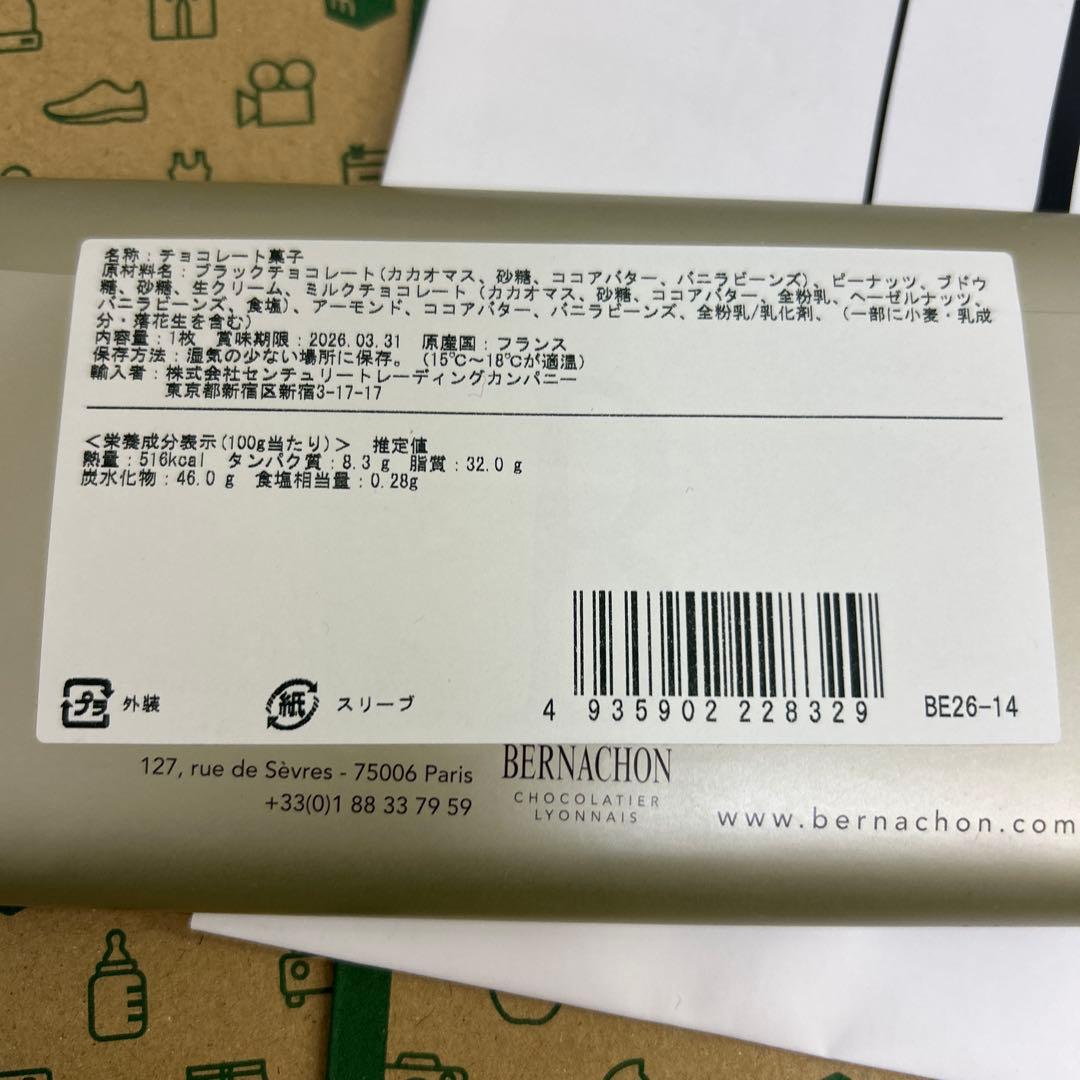 名称：チョコレート菓子
原材料名：ブラックチョコレート(カカオマス、砂糖、ココアバター、バニラビーンズ)、ピーナッツ、ブドウ
糖、砂糖、生クリーム、ミルクチョコレート（カカオマス、砂糖、ココアバター、全粉乳、ヘーゼルナッツ、
バニラビーンズ、食塩)、アーモンド、ココアバター、バニラビーンズ、全粉乳/乳化剤、（一部に小麦・乳成
分・落花生を含む）
内容量：1枚　賞味期限：2026.03.31　原産国：フランス
保存方法：湿気の少ない場所に保存。（15℃～18℃が適温）
輸入者：株式会社センチュリートレーディングカンパニー
東京都新宿区新宿3-17-17
＜栄養成分表示(100g当たり)＞　推定値
熱量：516kcal　タンパク質：8.3 g　脂質：32.0 g
炭水化物：46.0 g　食塩相当量：0.28g
プラ 外装 紙 スリーブ
4 935902 228329 BE26-14
127, rue de Sèvres - 75006 Paris
+33(0)1 88 33 79 59
BERNACHON
CHOCOLATIER
LYONNAIS
www.bernachon.com